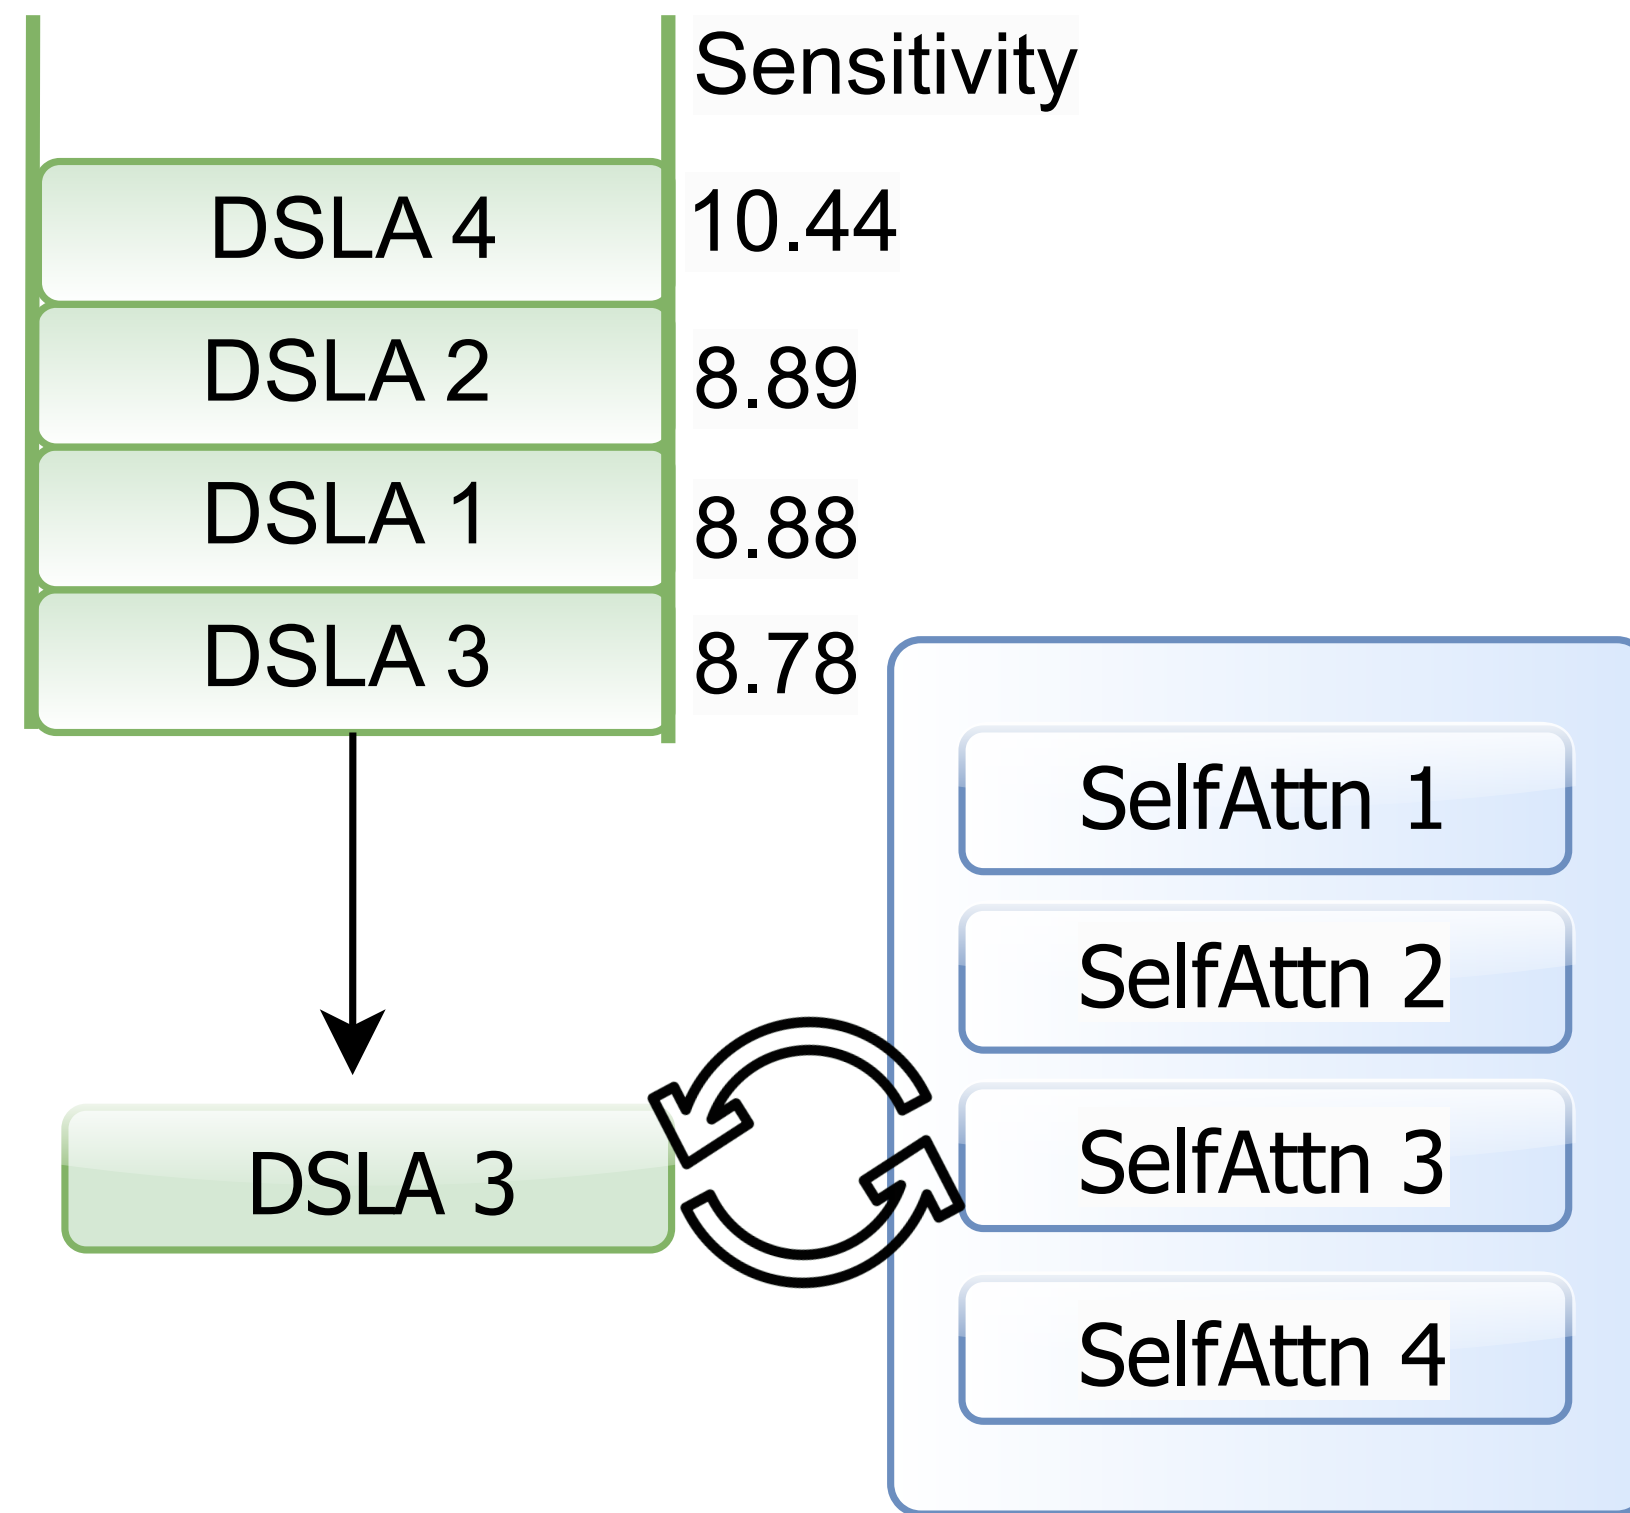 Sensitivity
DSLA 4 10.44
DSLA 2 8.89
DSLA 1 8.88
DSLA 3 8.78
SelfAttn 1
SelfAttn 2
DSLA 3 SelfAttn 3
SelfAttn 4